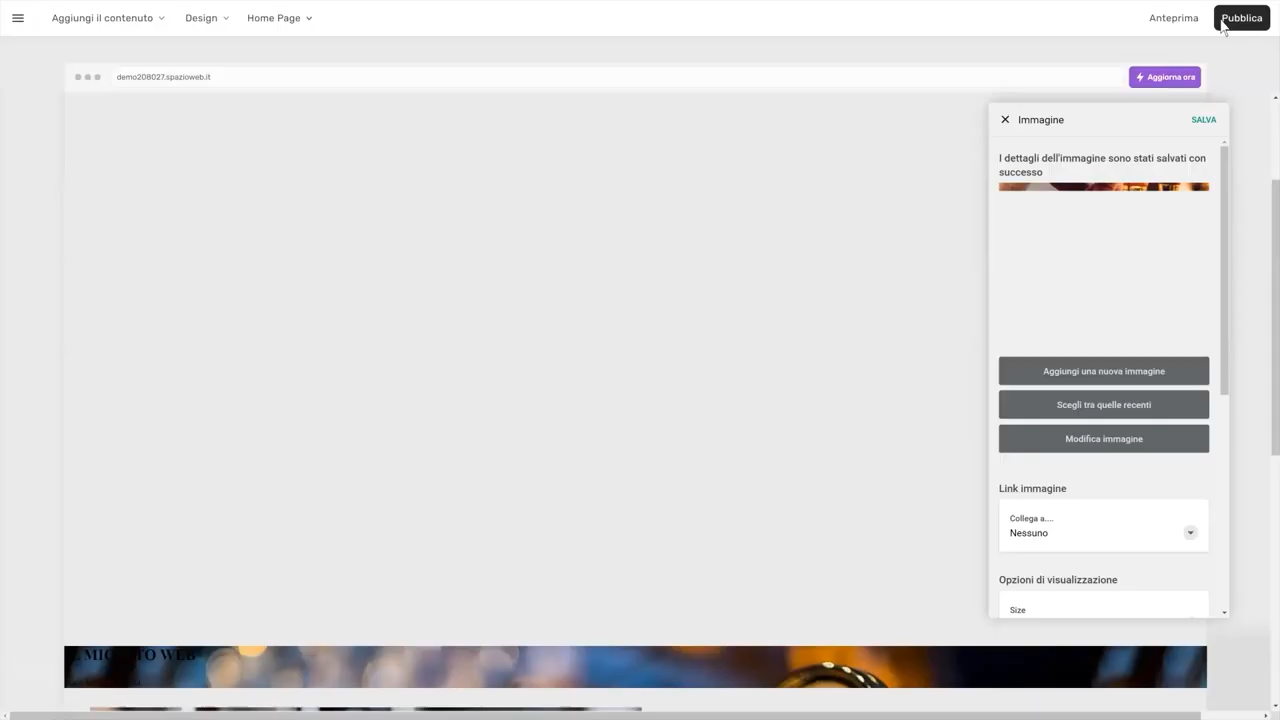 Aggiungi il contenuto
Design
Home Page
Anteprima
Pubblica
demo208027.spazioweb.it
Aggiorna ora
Immagine
SALVA
I dettagli dell'immagine sono stati salvati con
successo
Aggiungi una nuova immagine
Scegli tra quelle recenti
Modifica immagine
Link immagine
Collega a....
Nessuno
Opzioni di visualizzazione
Size
WEB